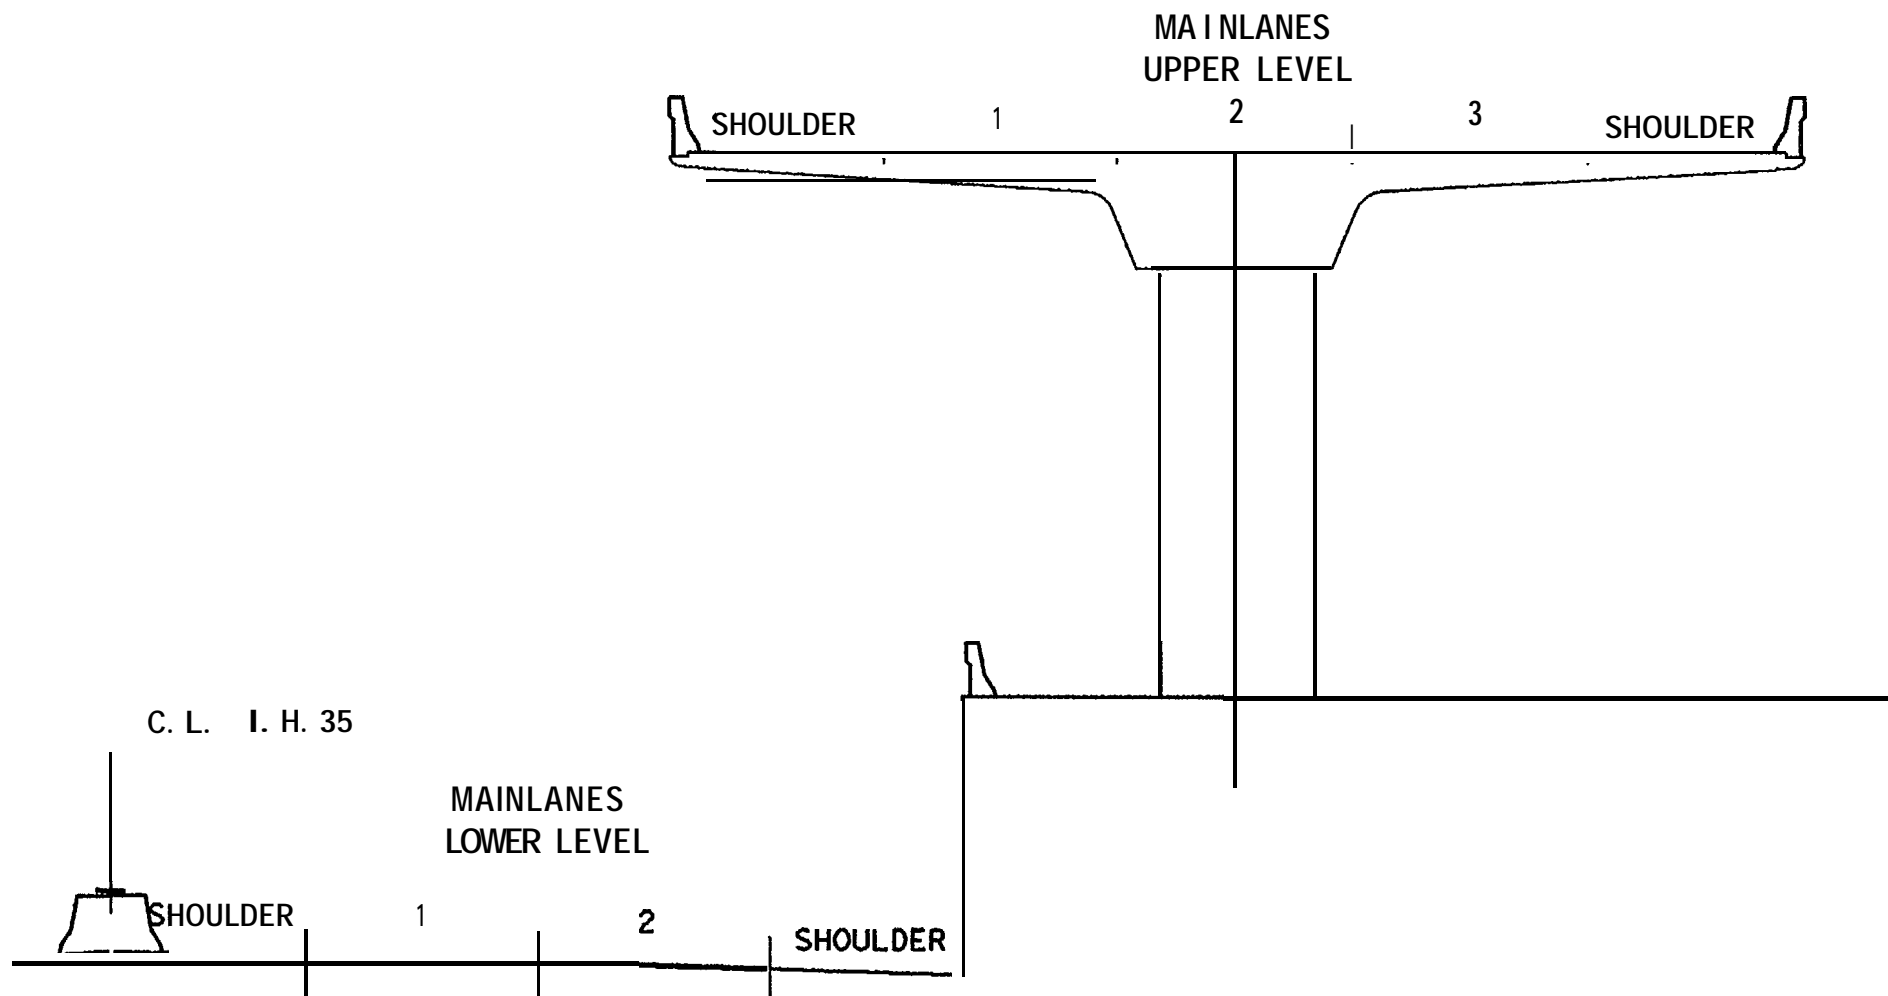 MAINLANES
UPPER LEVEL
SHOULDER 1 2 3 SHOULDER
C. L. I. H. 35
MAINLANES
LOWER LEVEL
SHOULDER 1 2 SHOULDER